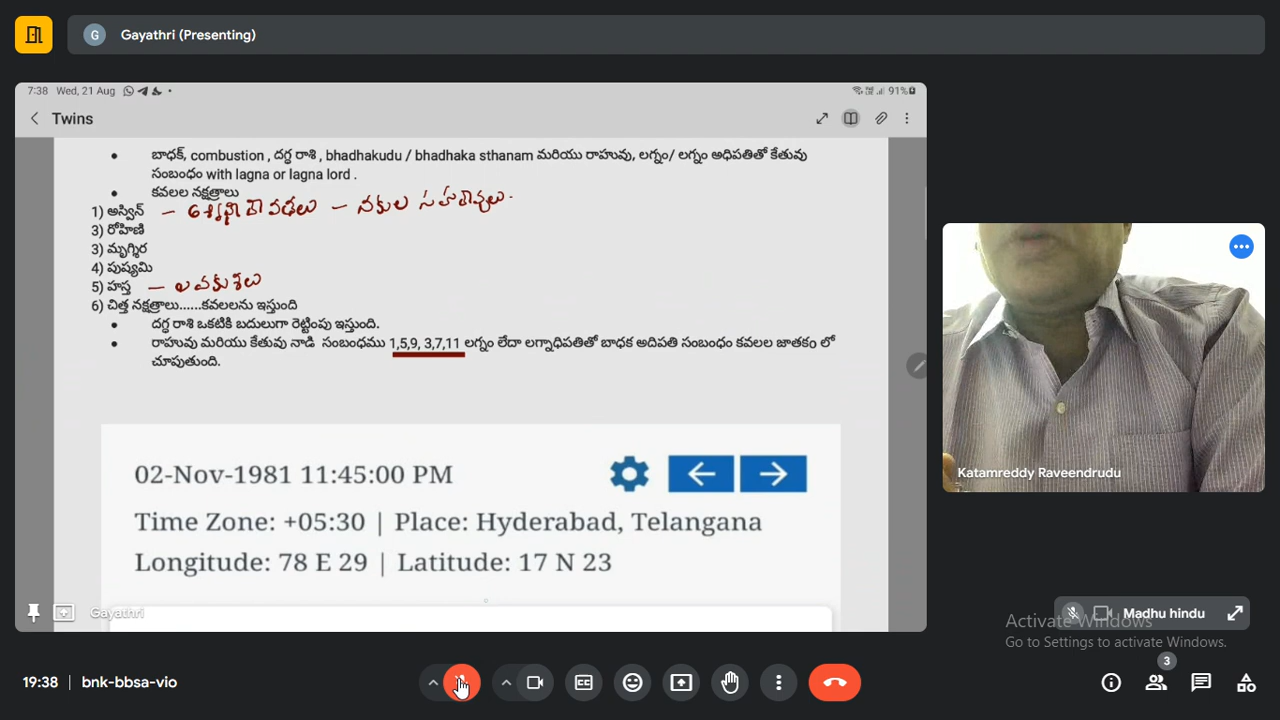 G Gayathri (Presenting)
7:38 Wed, 21 Aug 91%
Twins
బాధక్, combustion , దగ్ధ రాశి , bhadhakudu / bhadhaka sthanam మరియు రాహువు, లగ్నం/ లగ్నం అధిపతితో కేతువు
సంబంధం with lagna or lagna lord .
కవలల నక్షత్రాలు
1) అస్విన్ – – నకుల సహదేవులు.
3) రోహిణి
3) మృగ్శిర
4) పుష్యమి
5) హస్త – లవకుశలు
6) చిత్త నక్షత్రాలు......కవలలను ఇస్తుంది
దగ్ధ రాశి ఒకటికి బదులుగా రెట్టింపు ఇస్తుంది.
రాహువు మరియు కేతువు నాడి సంబంధము 1,5,9, 3,7,11 లగ్నం లేదా లగ్నాధిపతితో బాధక అదిపతి సంబంధం కవలల జాతకం లో
చూపుతుంది.
02-Nov-1981 11:45:00 PM
Time Zone: +05:30 | Place: Hyderabad, Telangana
Longitude: 78 E 29 | Latitude: 17 N 23
Gayathri
Katamreddy Raveendrudu
Madhu hindu
Activate Windows
Go to Settings to activate Windows.
19:38 | bnk-bbsa-vio
3